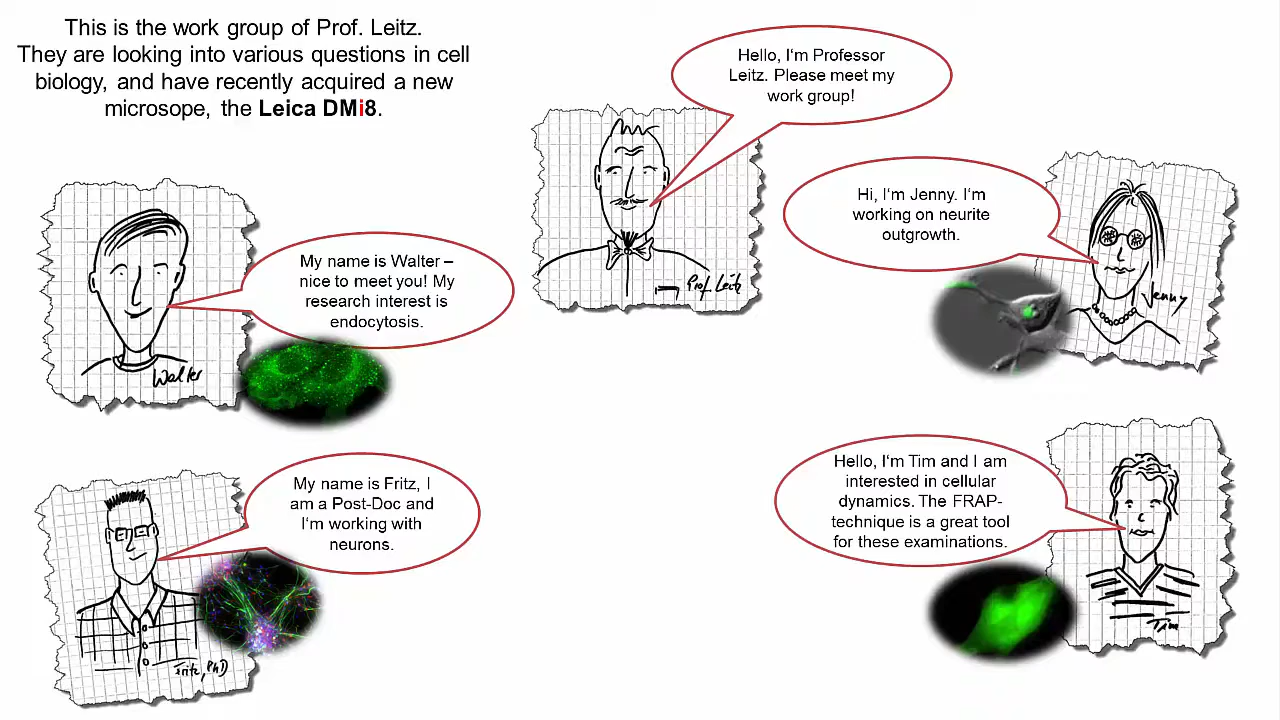 This is the work group of Prof. Leitz.
They are looking into various questions in cell
biology, and have recently acquired a new
microsope, the Leica DMi8.
Hello, I'm Professor
Leitz. Please meet my
work group!
Prof. Leitz
Hi, I'm Jenny. I'm
working on neurite
outgrowth.
Jenny
My name is Walter –
nice to meet you! My
research interest is
endocytosis.
Walter
My name is Fritz, I
am a Post-Doc and
I'm working with
neurons.
Fritz, PhD
Hello, I'm Tim and I am
interested in cellular
dynamics. The FRAP-
technique is a great tool
for these examinations.
Tim